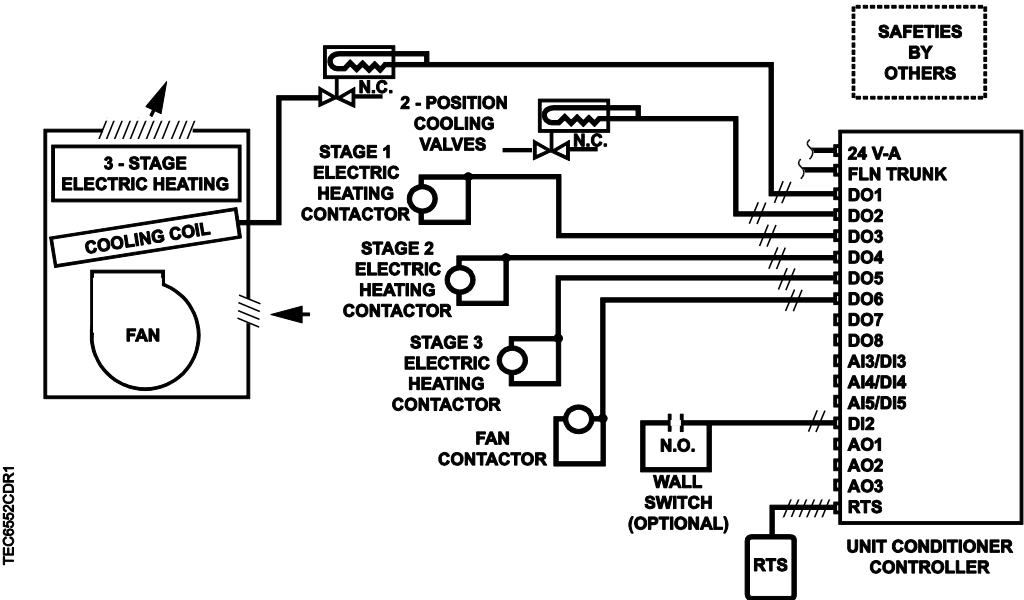 SAFETIES
BY
OTHERS
N.C.
2 - POSITION
COOLING
VALVES
N.C.
3 - STAGE
ELECTRIC HEATING
COOLING COIL
FAN
STAGE 1
ELECTRIC
HEATING
CONTACTOR
STAGE 2
ELECTRIC
HEATING
CONTACTOR
STAGE 3
ELECTRIC
HEATING
CONTACTOR
FAN
CONTACTOR
N.O.
WALL
SWITCH
(OPTIONAL)
RTS
24 V-A
FLN TRUNK
DO1
DO2
DO3
DO4
DO5
DO6
DO7
DO8
AI3/DI3
AI4/DI4
AI5/DI5
DI2
AO1
AO2
AO3
RTS
UNIT CONDITIONER
CONTROLLER
TEC6552CDR1